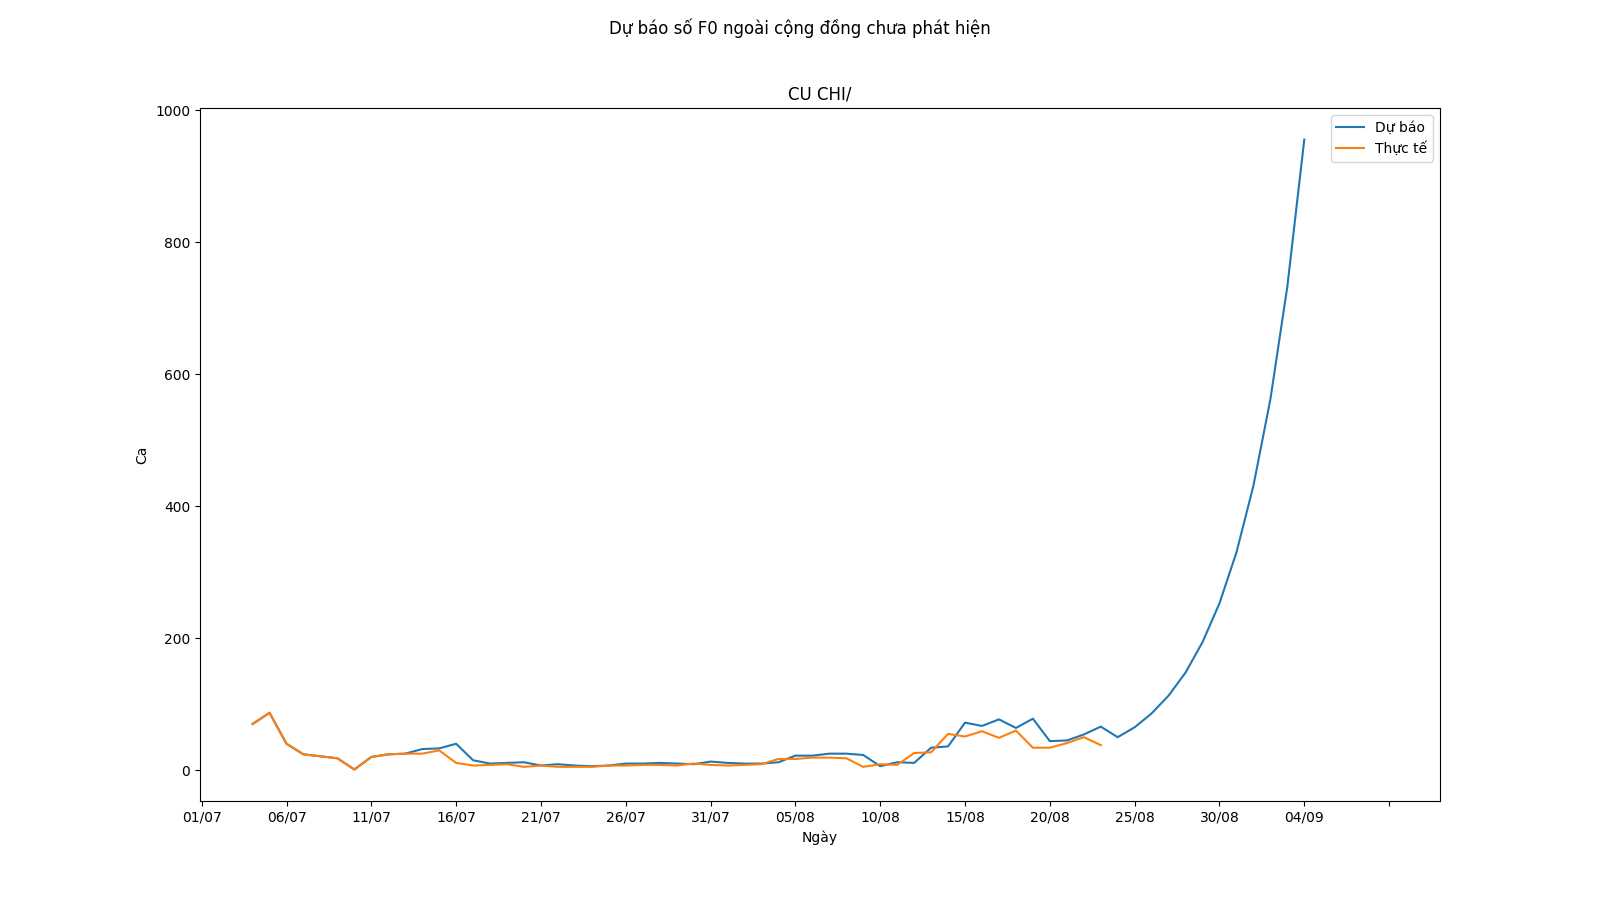 Dự báo số F0 ngoài cộng đồng chưa phát hiện
CU CHI/
1000
800
600
400
200
0
Ca
Dự báo
Thực tế
01/07 06/07 11/07 16/07 21/07 26/07 31/07 05/08 10/08 15/08 20/08 25/08 30/08 04/09
Ngày